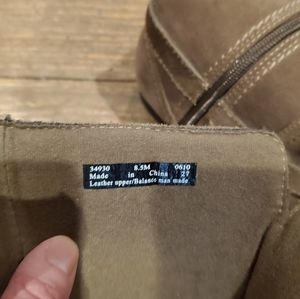 34930 8.5M 0610
Made in China 27
Leather upper/Balance man made